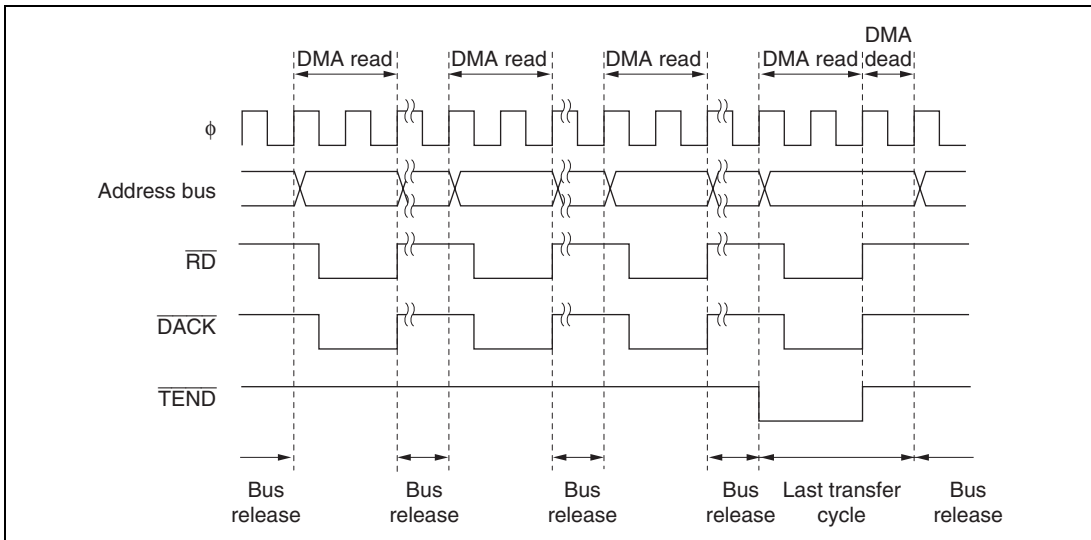 DMA
DMA read DMA read DMA read DMA read dead
φ
Address bus
RD
DACK
TEND
Bus release Bus release Bus release Bus release Last transfer cycle Bus release